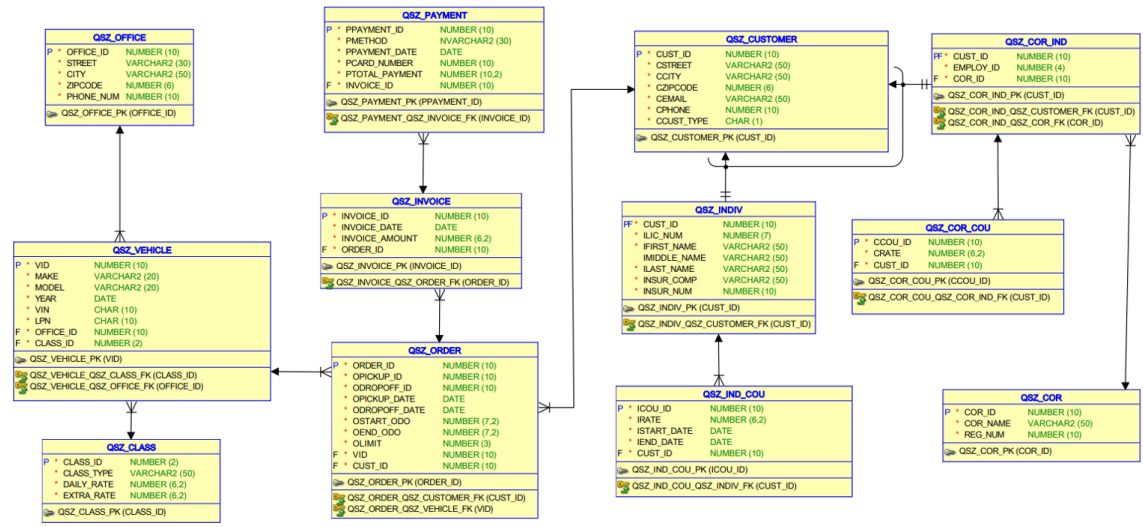 QSZ_OFFICE
P * OFFICE_ID NUMBER (10)
* STREET VARCHAR2 (30)
* CITY VARCHAR2 (50)
* ZIPCODE NUMBER (6)
* PHONE_NUM NUMBER (10)
QSZ_OFFICE_PK (OFFICE_ID)
QSZ_PAYMENT
P * PPAYMENT_ID NUMBER (10)
* PMETHOD NVARCHAR2 (30)
* PPAYMENT_DATE DATE
* PCARD_NUMBER NUMBER (10)
* PTOTAL_PAYMENT NUMBER (10,2)
F * INVOICE_ID NUMBER (10)
QSZ_PAYMENT_PK (PPAYMENT_ID)
QSZ_PAYMENT_QSZ_INVOICE_FK (INVOICE_ID)
QSZ_CUSTOMER
P * CUST_ID NUMBER (10)
* CSTREET VARCHAR2 (50)
* CCITY VARCHAR2 (50)
* CZIPCODE NUMBER (6)
* CEMAIL VARCHAR2 (50)
* CPHONE NUMBER (10)
* CCUST_TYPE CHAR (1)
QSZ_CUSTOMER_PK (CUST_ID)
QSZ_COR_IND
PF * CUST_ID NUMBER (10)
* EMPLOY_ID NUMBER (4)
F * COR_ID NUMBER (10)
QSZ_COR_IND_PK (CUST_ID)
QSZ_COR_IND_QSZ_CUSTOMER_FK (CUST_ID)
QSZ_COR_IND_QSZ_COR_FK (COR_ID)
QSZ_INVOICE
P * INVOICE_ID NUMBER (10)
* INVOICE_DATE DATE
* INVOICE_AMOUNT NUMBER (6,2)
F * ORDER_ID NUMBER (10)
QSZ_INVOICE_PK (INVOICE_ID)
QSZ_INVOICE_QSZ_ORDER_FK (ORDER_ID)
QSZ_INDIV
PF * CUST_ID NUMBER (10)
* ILIC_NUM NUMBER (7)
* IFIRST_NAME VARCHAR2 (50)
IMIDDLE_NAME VARCHAR2 (50)
* ILAST_NAME VARCHAR2 (50)
* INSUR_COMP VARCHAR2 (50)
* INSUR_NUM NUMBER (10)
QSZ_INDIV_PK (CUST_ID)
QSZ_INDIV_QSZ_CUSTOMER_FK (CUST_ID)
QSZ_COR_COU
P * CCOU_ID NUMBER (10)
* CRATE NUMBER (6,2)
F * CUST_ID NUMBER (10)
QSZ_COR_COU_PK (CCOU_ID)
QSZ_COR_COU_QSZ_COR_IND_FK (CUST_ID)
QSZ_VEHICLE
P * VID NUMBER (10)
* MAKE VARCHAR2 (20)
* MODEL VARCHAR2 (20)
* YEAR DATE
* VIN CHAR (10)
* LPN CHAR (10)
F * OFFICE_ID NUMBER (10)
F * CLASS_ID NUMBER (2)
QSZ_VEHICLE_PK (VID)
QSZ_VEHICLE_QSZ_CLASS_FK (CLASS_ID)
QSZ_VEHICLE_QSZ_OFFICE_FK (OFFICE_ID)
QSZ_ORDER
P * ORDER_ID NUMBER (10)
* OPICKUP_ID NUMBER (10)
* ODROPOFF_ID NUMBER (10)
* OPICKUP_DATE DATE
* ODROPOFF_DATE DATE
* OSTART_ODO NUMBER (7,2)
* OEND_ODO NUMBER (7,2)
* OLIMIT NUMBER (3)
F * VID NUMBER (10)
F * CUST_ID NUMBER (10)
QSZ_ORDER_PK (ORDER_ID)
QSZ_ORDER_QSZ_CUSTOMER_FK (CUST_ID)
QSZ_ORDER_QSZ_VEHICLE_FK (VID)
QSZ_IND_COU
P * ICOU_ID NUMBER (10)
* IRATE NUMBER (6,2)
* ISTART_DATE DATE
* IEND_DATE DATE
F * CUST_ID NUMBER (10)
QSZ_IND_COU_PK (ICOU_ID)
QSZ_IND_COU_QSZ_INDIV_FK (CUST_ID)
QSZ_COR
P * COR_ID NUMBER (10)
* COR_NAME VARCHAR2 (50)
* REG_NUM NUMBER (10)
QSZ_COR_PK (COR_ID)
QSZ_CLASS
P * CLASS_ID NUMBER (2)
* CLASS_TYPE VARCHAR2 (50)
* DAILY_RATE NUMBER (6,2)
* EXTRA_RATE NUMBER (6,2)
QSZ_CLASS_PK (CLASS_ID)